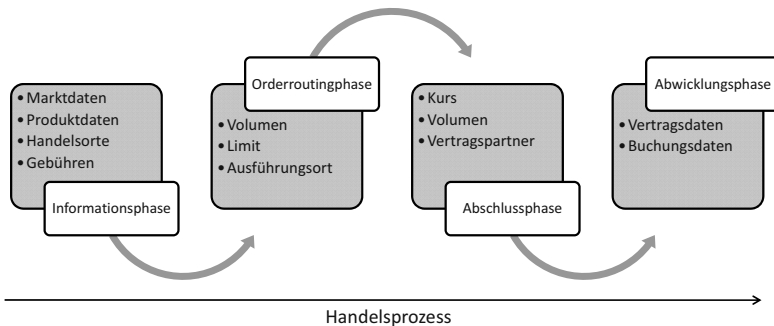 • Marktdaten
• Produktdaten
• Handelsorte
• Gebühren
Informationsphase
Orderroutingphase
• Volumen
• Limit
• Ausführungsort
• Kurs
• Volumen
• Vertragspartner
Abschlussphase
Abwicklungsphase
• Vertragsdaten
• Buchungsdaten
Handelsprozess